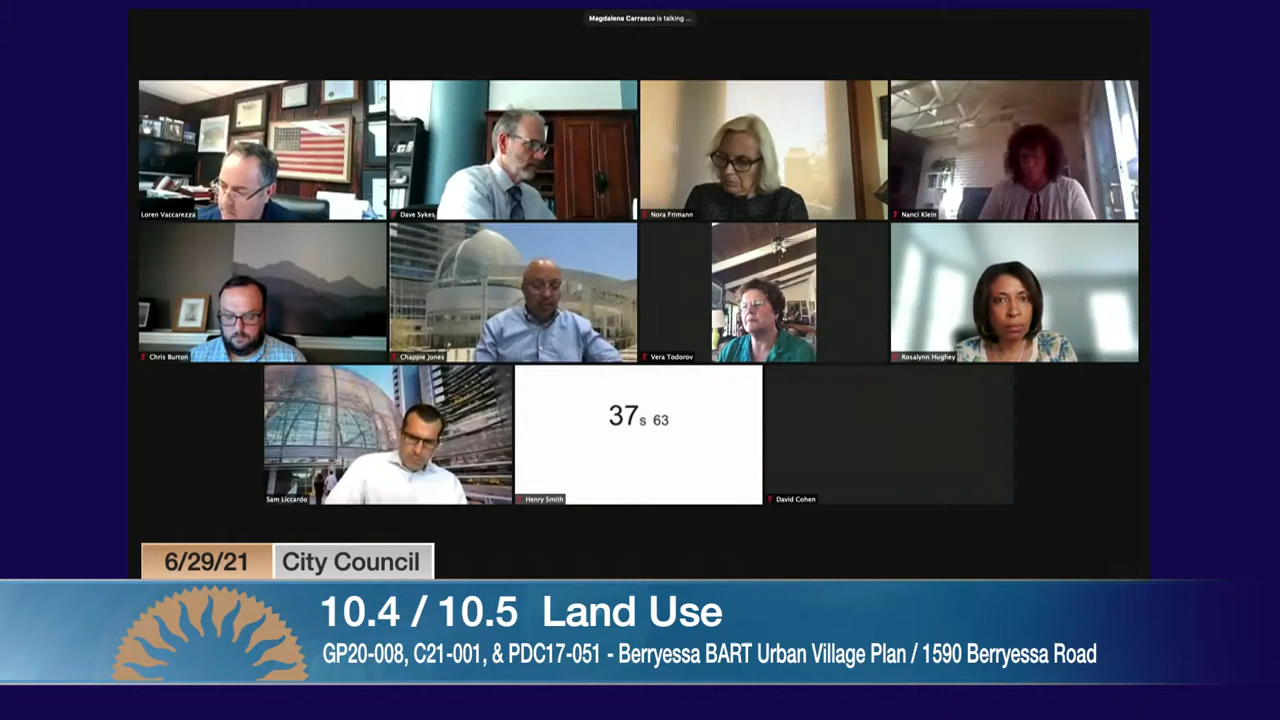 Magdalena Carrasco is talking ...
Loren Vaccarezza
Dave Sykes
Nora Frimann
Nanci Klein
Chris Burton
Chappie Jones
Vera Todorov
Rosalynn Hughey
37s 63
Sam Liccardo
Henry Smith
David Cohen
6/29/21 City Council
10.4 / 10.5 Land Use
GP20-008, C21-001, & PDC17-051 - Berryessa BART Urban Village Plan / 1590 Berryessa Road